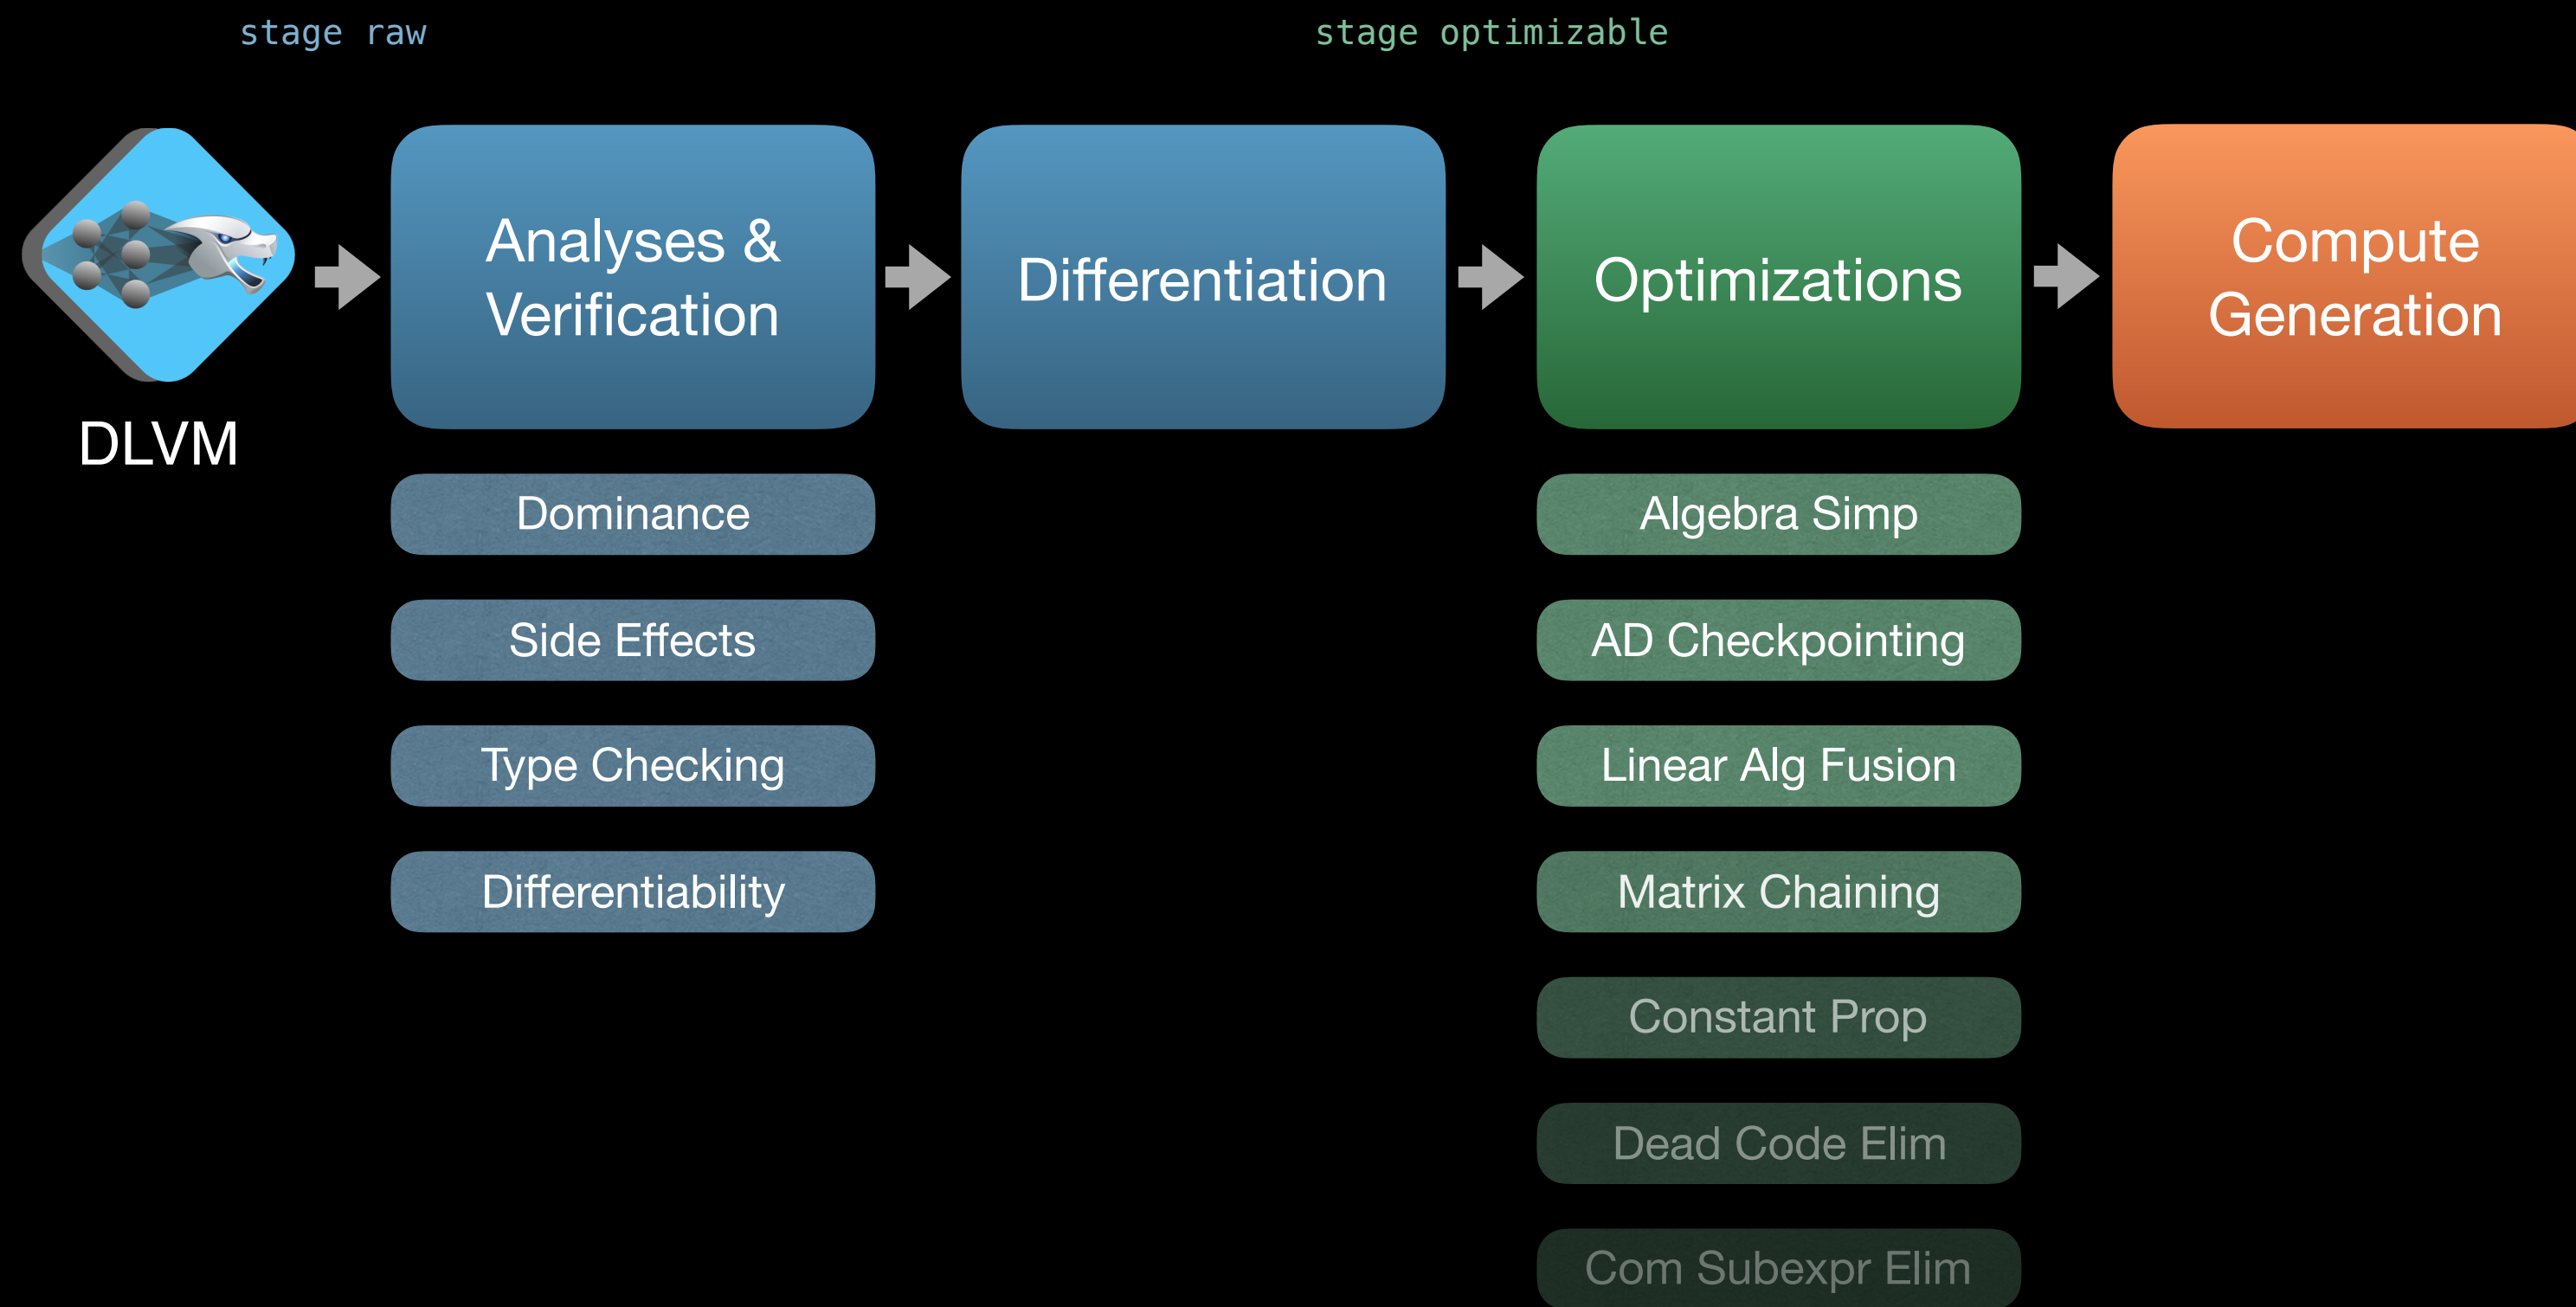 stage raw
stage optimizable
DLVM
Analyses &
Verification
Differentiation
Optimizations
Compute
Generation
Dominance
Side Effects
Type Checking
Differentiability
Algebra Simp
AD Checkpointing
Linear Alg Fusion
Matrix Chaining
Constant Prop
Dead Code Elim
Com Subexpr Elim